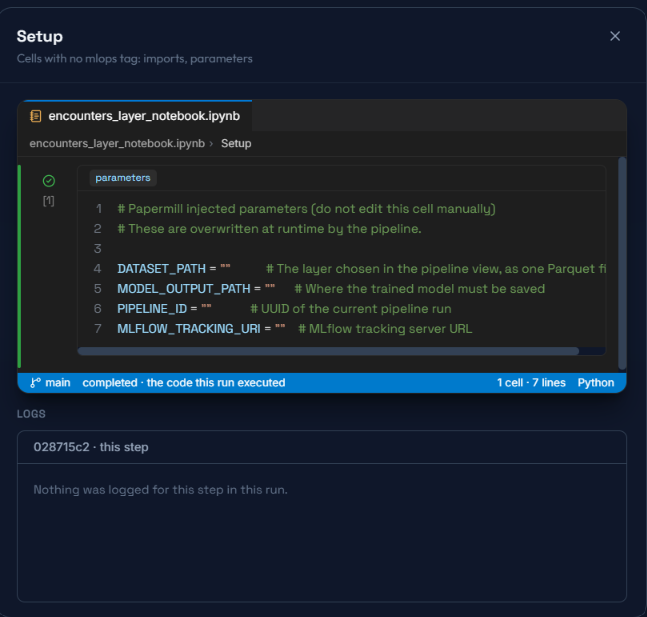 Setup
Cells with no mlops tag: imports, parameters
encounters_layer_notebook.ipynb
encounters_layer_notebook.ipynb › Setup
parameters
[1]
1 # Papermill injected parameters (do not edit this cell manually)
2 # These are overwritten at runtime by the pipeline.
3
4 DATASET_PATH = "" # The layer chosen in the pipeline view, as one Parquet fi
5 MODEL_OUTPUT_PATH = "" # Where the trained model must be saved
6 PIPELINE_ID = "" # UUID of the current pipeline run
7 MLFLOW_TRACKING_URI = "" # MLflow tracking server URL
main completed · the code this run executed 1 cell · 7 lines Python
LOGS
028715c2 · this step
Nothing was logged for this step in this run.